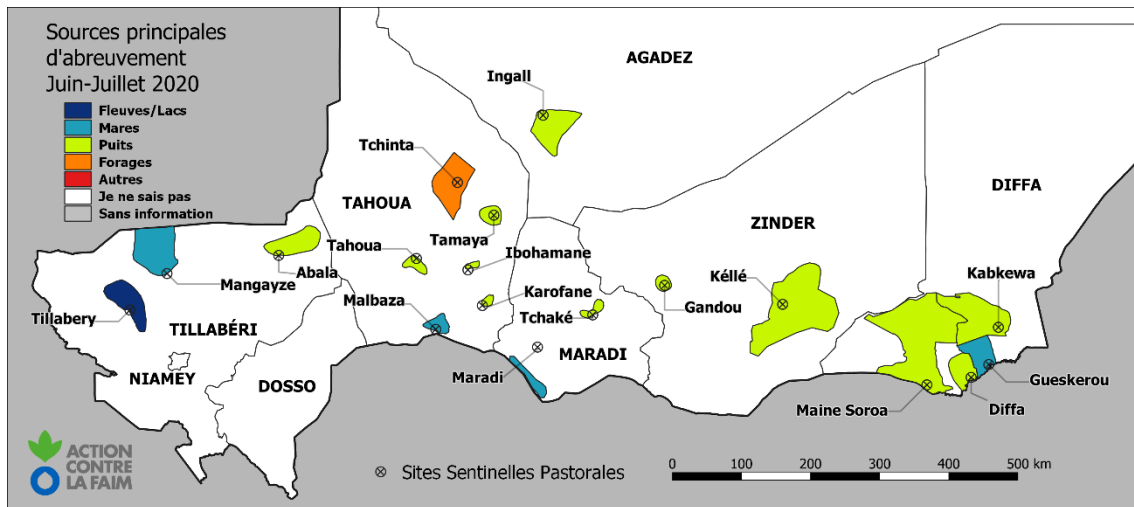 Sources principales
d'abreuvement
Juin-Juillet 2020
Fleuves/Lacs
Mares
Puits
Forages
Autres
Je ne sais pas
Sans information
AGADEZ
Ingall
Tchinta
DIFFA
TAHOUA
ZINDER
Tamaya
Tahoua
Ibohamane
Kabkewa
Abala
Kéllé
Mangayze
Gandou
Malbaza
Karofane
Tillabery
Tchaké
TILLABÉRI
MARADI
NIAMEY
Maradi
Gueskerou
DOSSO
Maine Soroa
Diffa
ACTION
CONTRE
LA FAIM
Sites Sentinelles Pastorales
0 100 200 300 400 500 km